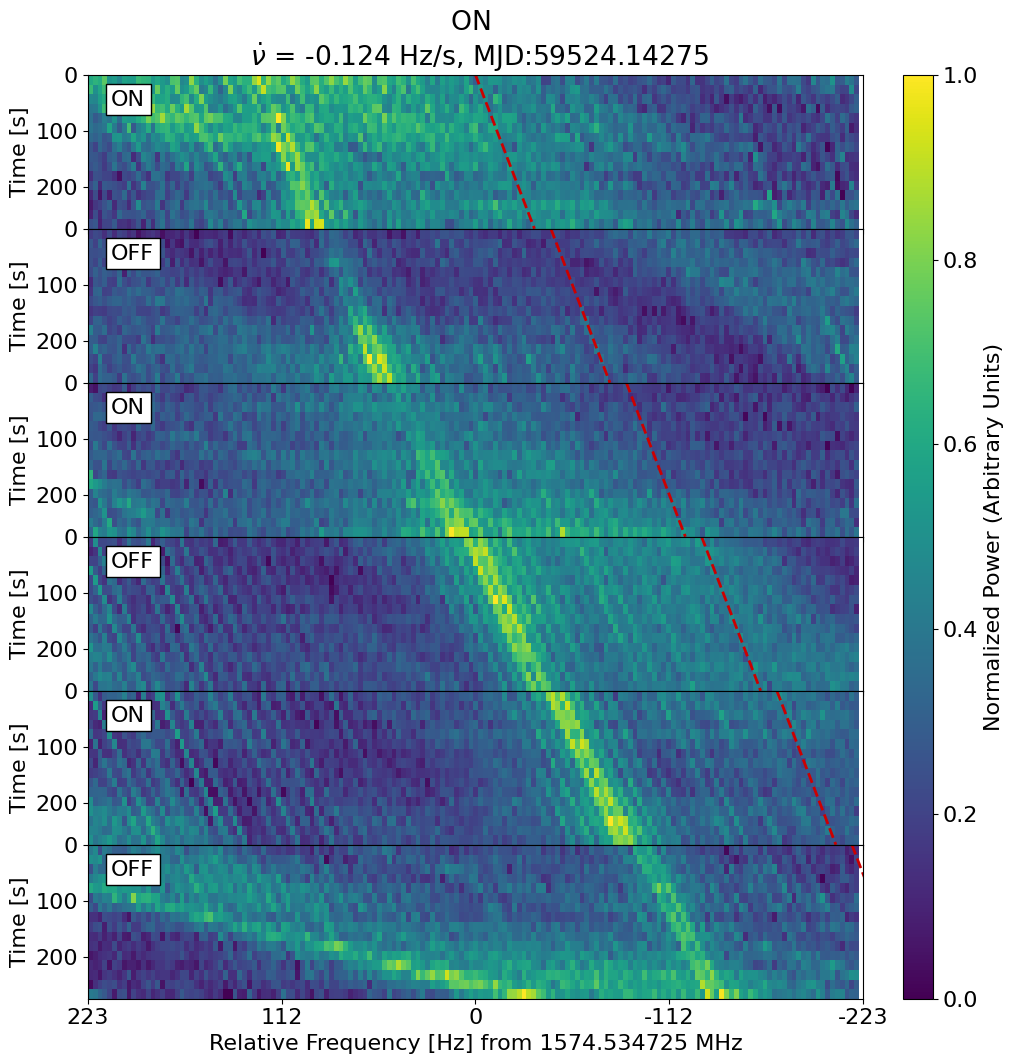 ON
ν̇ = -0.124 Hz/s, MJD:59524.14275
0
100
200
Time [s]
ON
0
100
200
Time [s]
OFF
0
100
200
Time [s]
ON
0
100
200
Time [s]
OFF
0
100
200
Time [s]
ON
0
100
200
Time [s]
OFF
223
112
0
-112
-223
Relative Frequency [Hz] from 1574.534725 MHz
1.0
0.8
0.6
0.4
0.2
0.0
Normalized Power (Arbitrary Units)